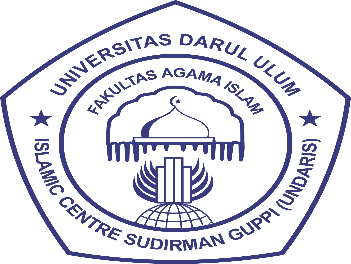 UNIVERSITAS DARUL ULUM
FAKULTAS AGAMA ISLAM
ISLAMIC CENTRE SUDIRMAN GUPPI (UNDARIS)